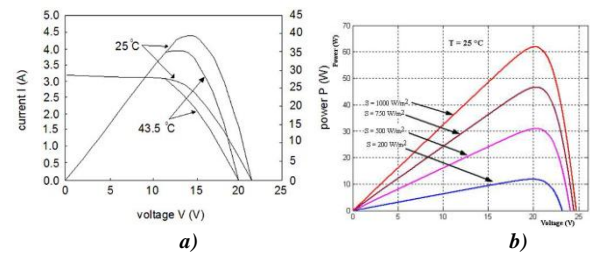 5.0
4.5
4.0
3.5
3.0
2.5
2.0
1.5
1.0
0.5
0.0
current I (A)
45
40
35
30
25
20
15
10
5
0
power P (W)
25 °C
43.5 °C
0 5 10 15 20 25
voltage V (V)
a)
70
60
50
40
30
20
10
0
Power (W)
T = 25 °C
S = 1000 W/m²
S = 750 W/m²
S = 500 W/m²
S = 200 W/m²
0 5 10 15 20 25
Voltage (V)
b)